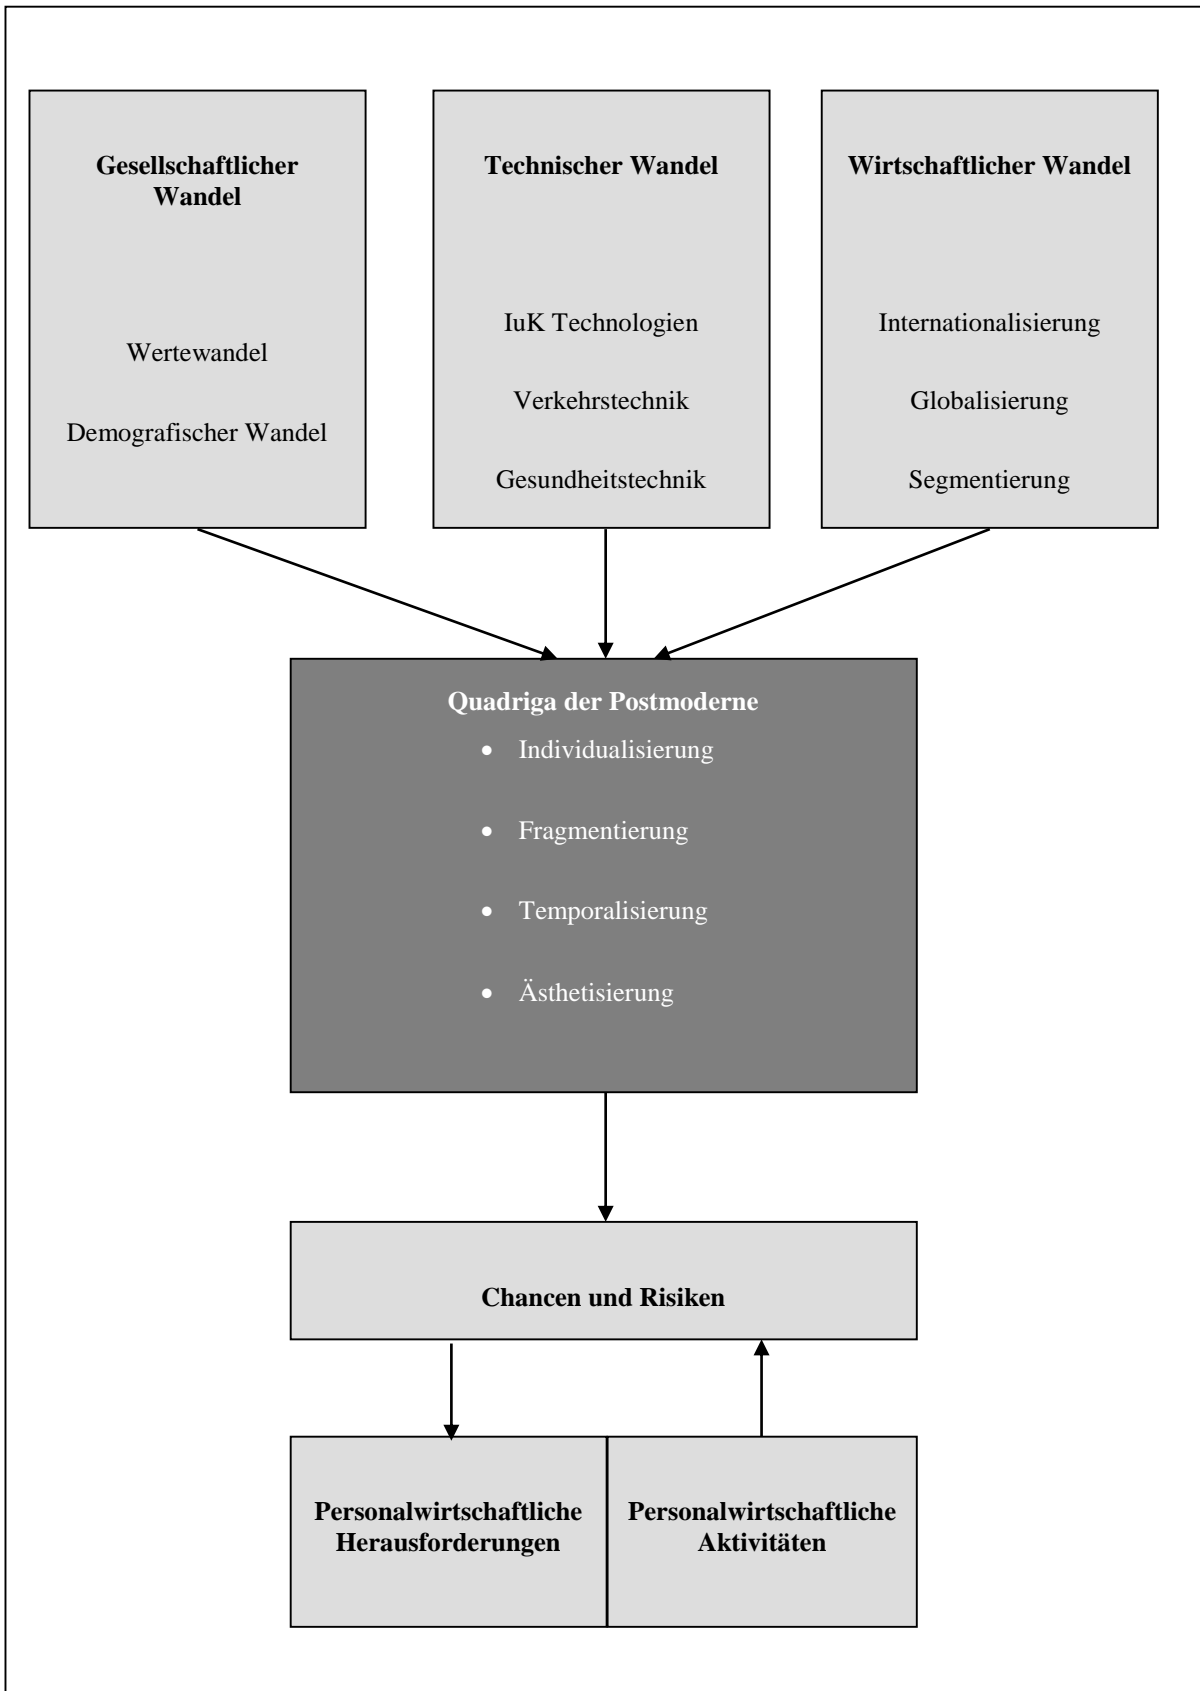 Gesellschaftlicher
Wandel
Wertewandel
Demografischer Wandel
Technischer Wandel
IuK Technologien
Verkehrstechnik
Gesundheitstechnik
Wirtschaftlicher Wandel
Internationalisierung
Globalisierung
Segmentierung
Quadriga der Postmoderne
• Individualisierung
• Fragmentierung
• Temporalisierung
• Ästhetisierung
Chancen und Risiken
Personalwirtschaftliche
Herausforderungen
Personalwirtschaftliche
Aktivitäten